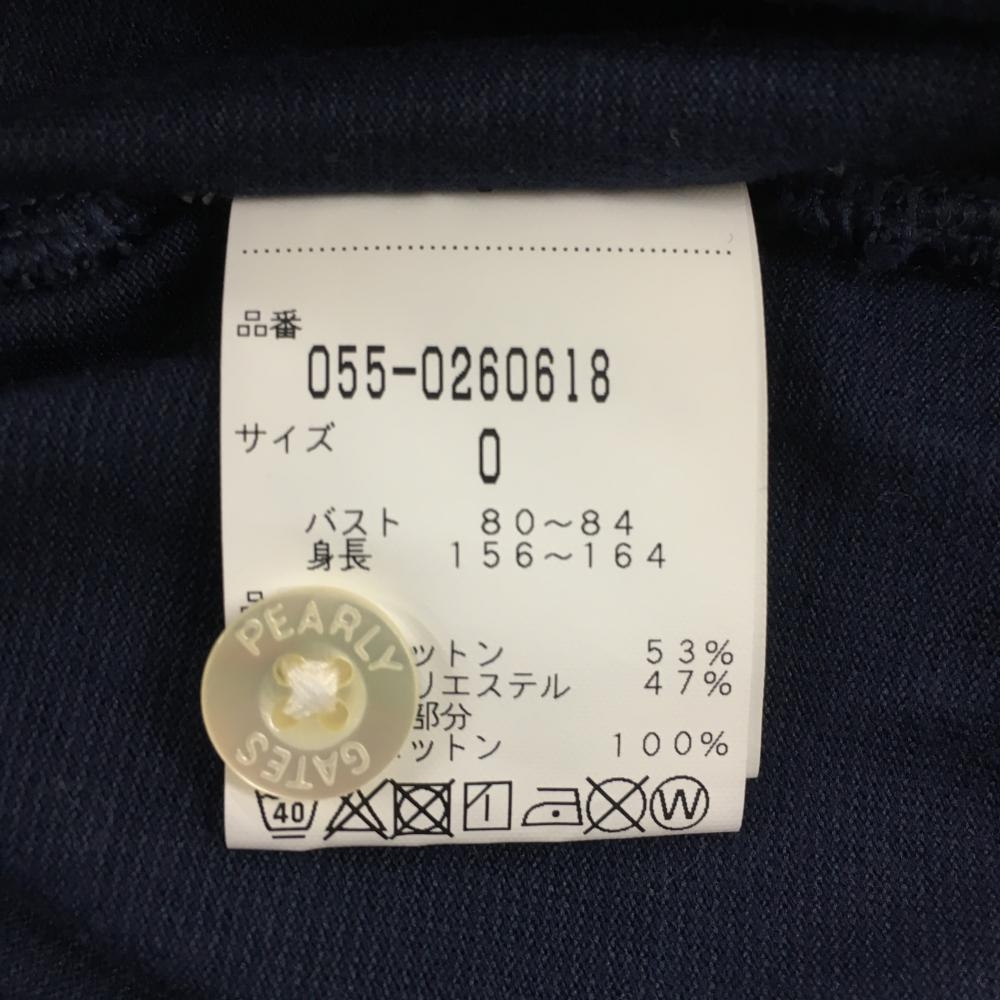 品番
055-0260618
サイズ
0
バスト 80～84
身長 156～164
品
ットン 53%
リエステル 47%
部分
ットン 100%
PEARLY
GATES
40
W